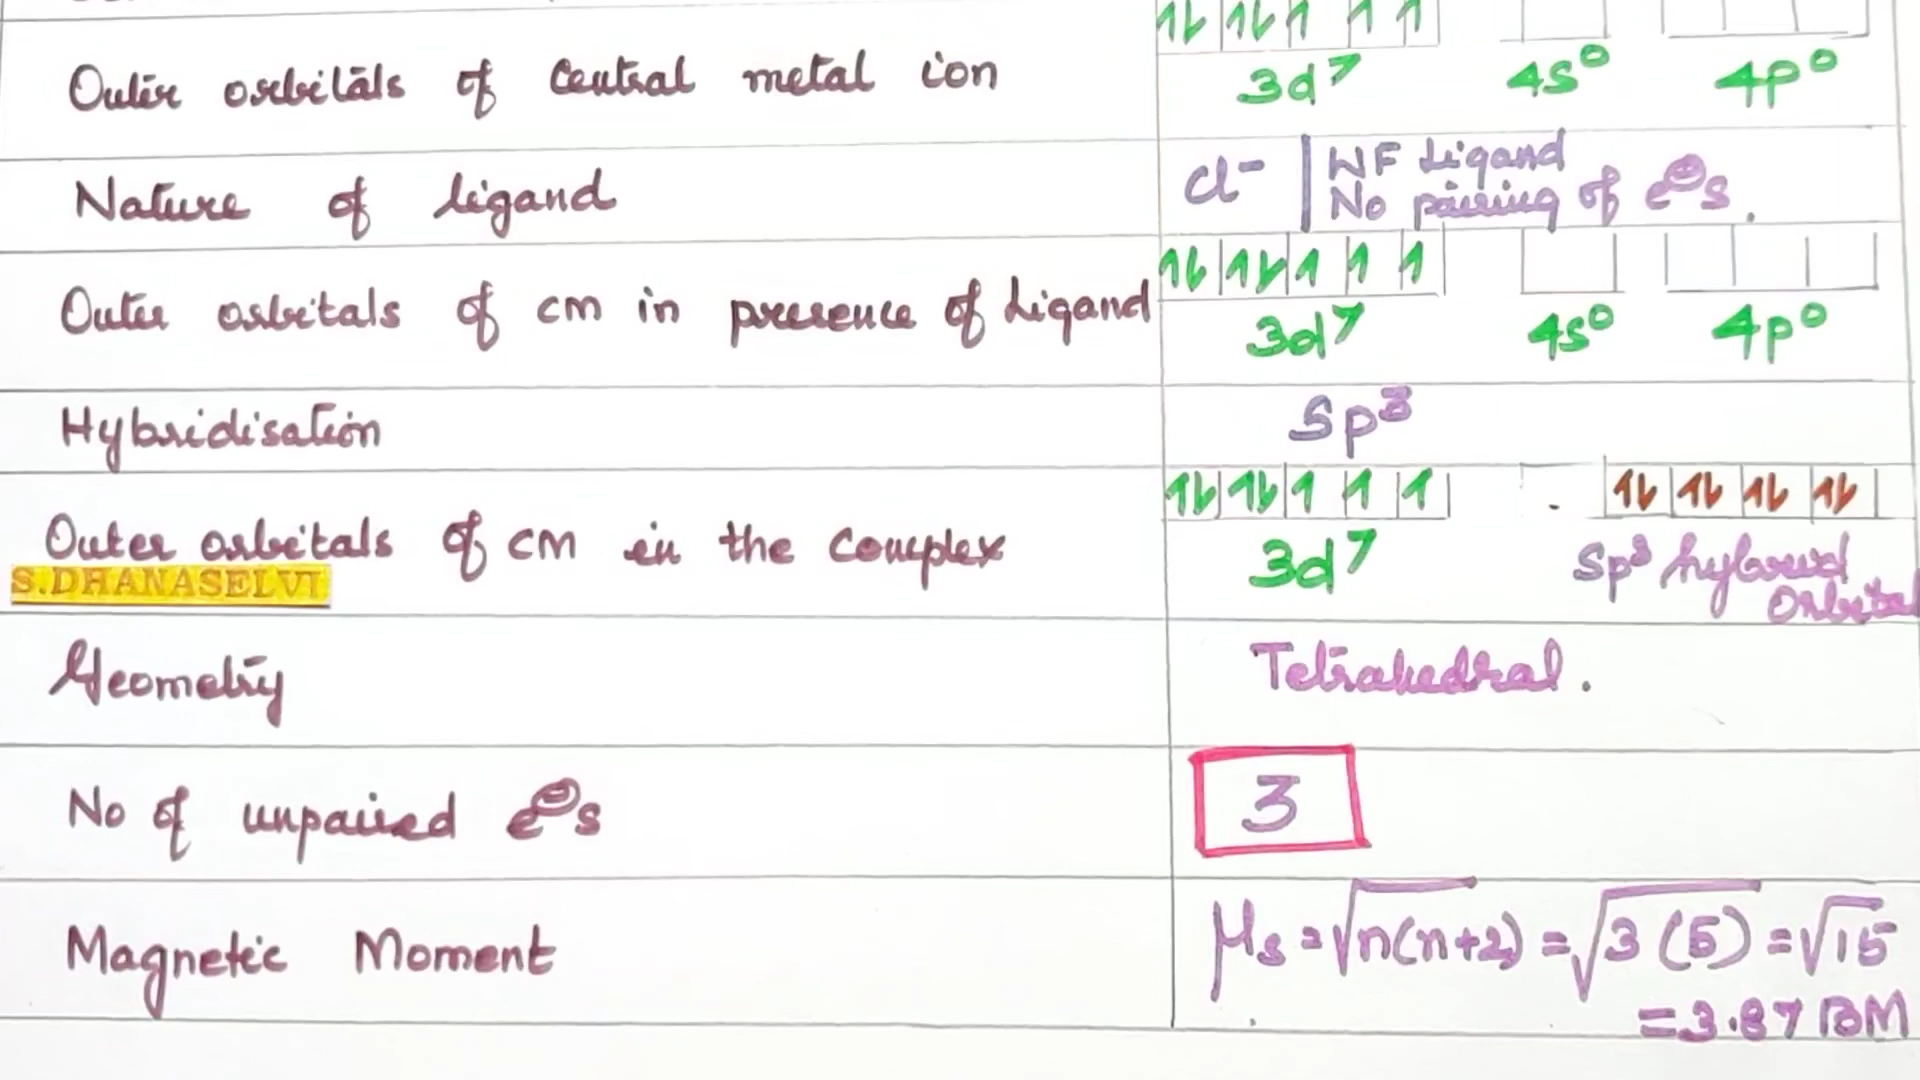 Outer orbitals of Central metal ion
3d⁷ 4s⁰ 4p⁰
Nature of ligand
Cl⁻ | WF Ligand
No pairing of e⊖s.
Outer orbitals of CM in presence of Ligand
3d⁷ 4s⁰ 4p⁰
Hybridisation
Sp³
Outer orbitals of CM in the Complex
3d⁷ Sp³ hybrid
Orbital
S.DHANASELVI
Geometry
Tetrahedral.
No of unpaired e⊖s
3
Magnetic Moment
μs = √n(n+2) = √3(5) = √15
= 3.87 BM